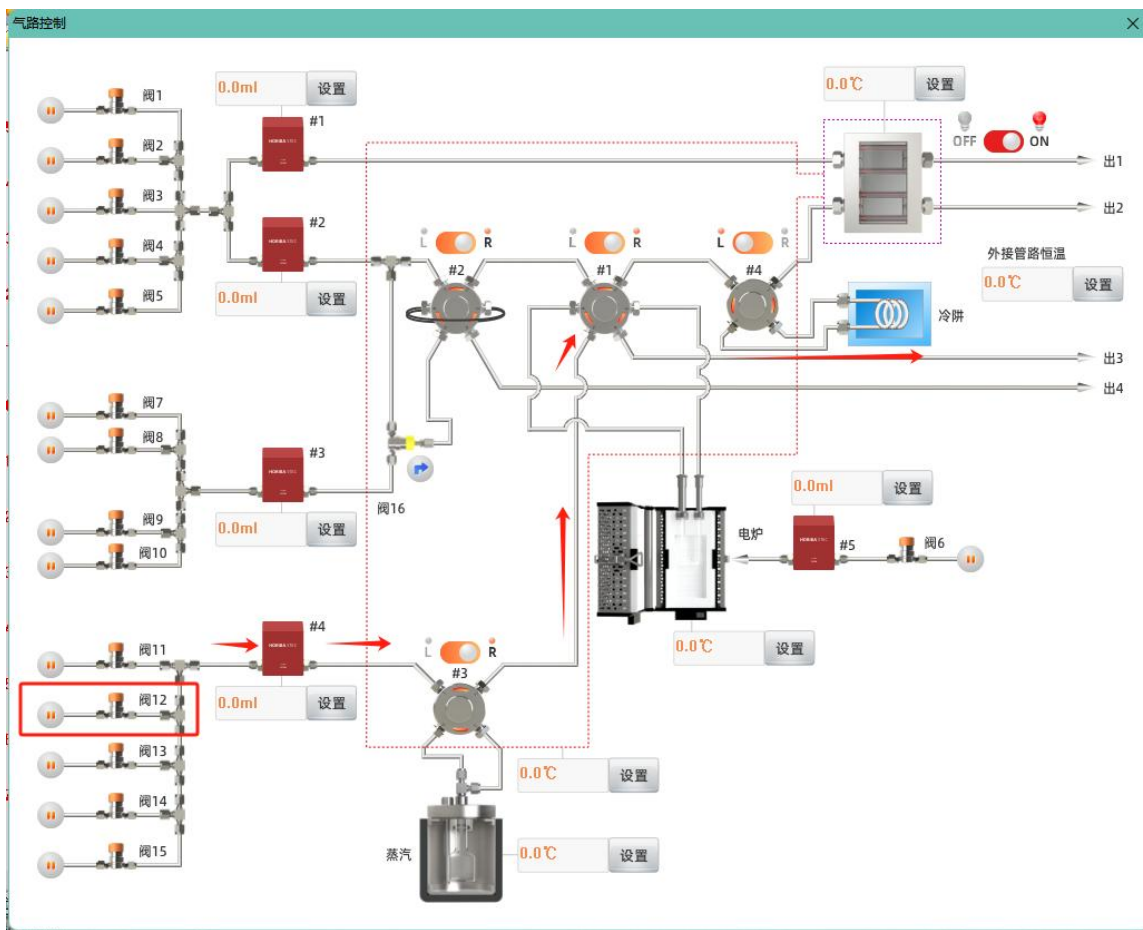 气路控制
阀1
阀2
阀3
阀4
阀5
0.0ml 设置
#1
#2
0.0ml 设置
L R
#2
L R
#1
L R
#4
0.0℃ 设置
OFF ON
出1
出2
外接管路恒温
0.0℃ 设置
冷阱
出3
出4
阀7
阀8
阀9
阀10
#3
0.0ml 设置
阀16
0.0ml 设置
电炉
#5
阀6
0.0℃ 设置
阀11
阀12
阀13
阀14
阀15
#4
0.0ml 设置
L R
#3
0.0℃ 设置
蒸汽
0.0℃ 设置